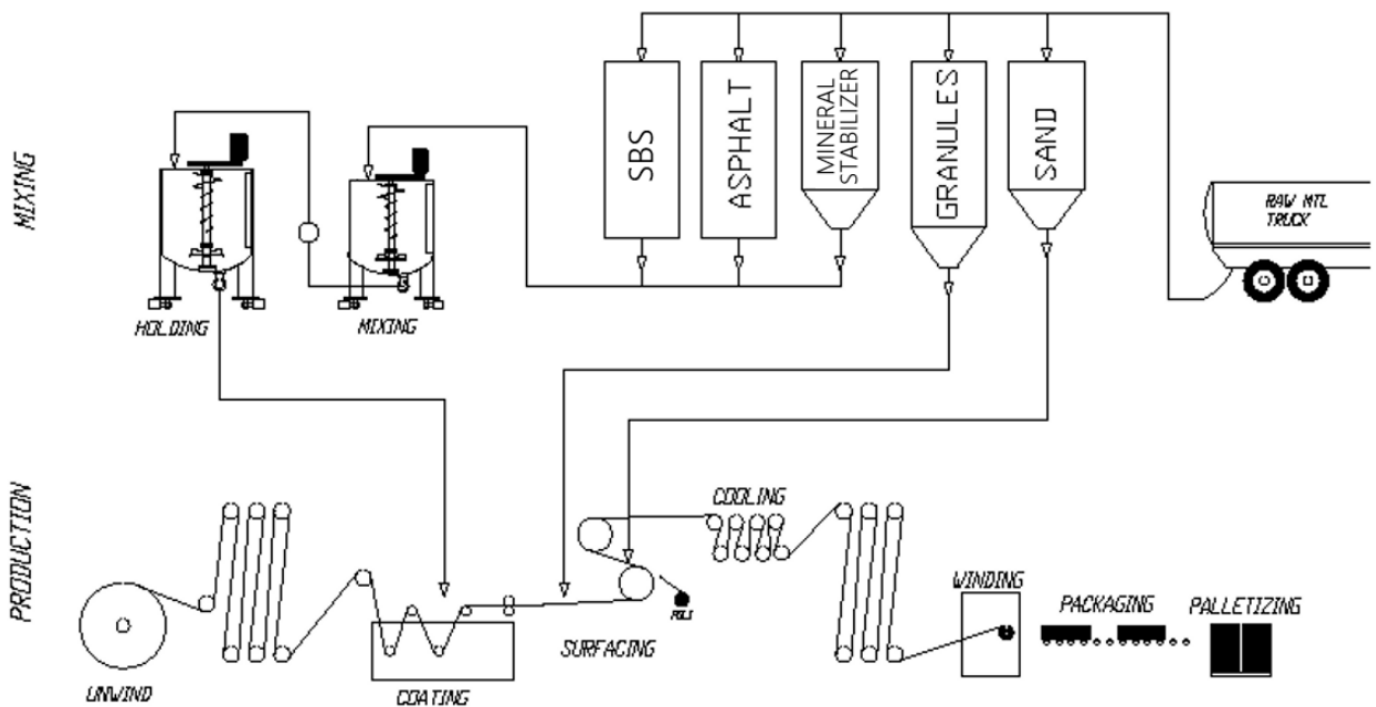 MIXING
SBS
ASPHALT
MINERAL
STABILIZER
GRANULES
SAND
RAW MTL
TRUCK
HOLDING
MIXING
PRODUCTION
UNWIND
COATING
SURFACING
COOLING
WINDING
PACKAGING
PALLETIZING